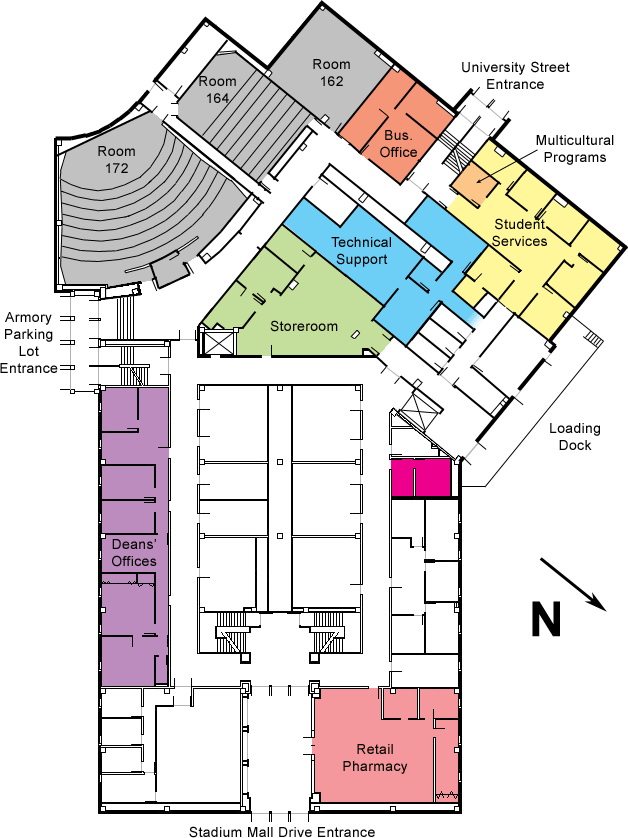 Room
162
University Street
Entrance
Room
164
Bus.
Office
Multicultural
Programs
Room
172
Student
Services
Technical
Support
Storeroom
Armory
Parking
Lot
Entrance
Loading
Dock
Deans'
Offices
N
Retail
Pharmacy
Stadium Mall Drive Entrance